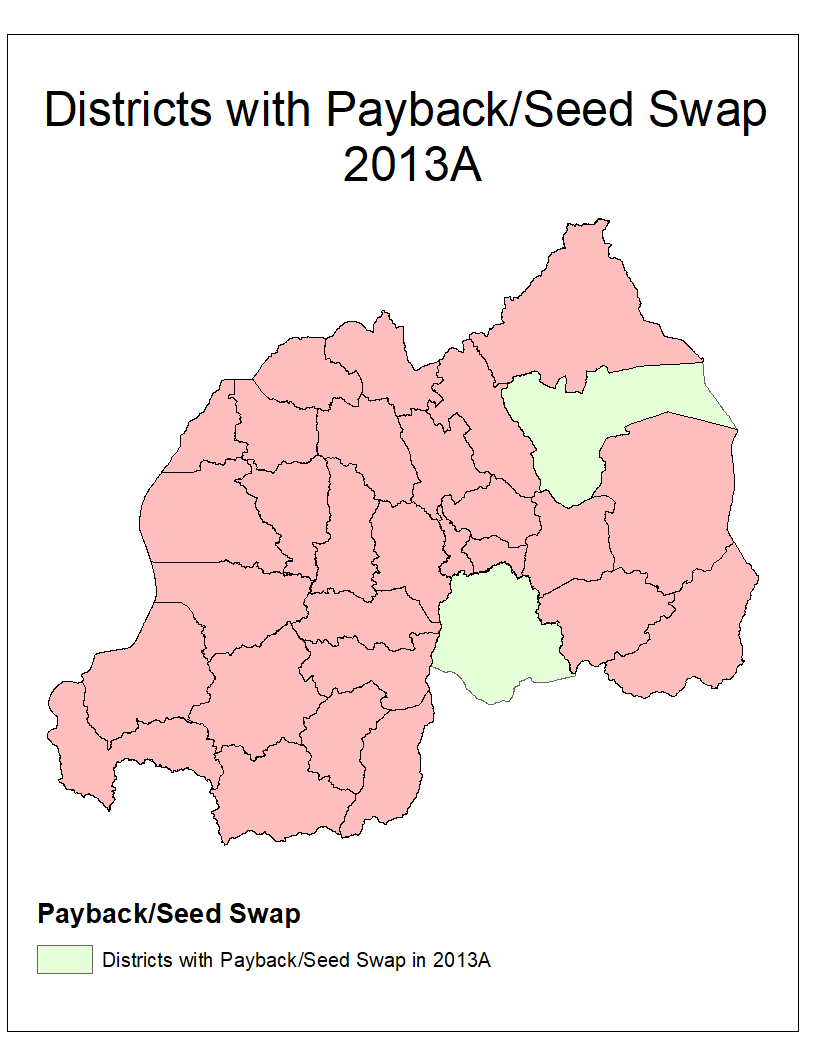 Districts with Payback/Seed Swap
2013A
Payback/Seed Swap
Districts with Payback/Seed Swap in 2013A